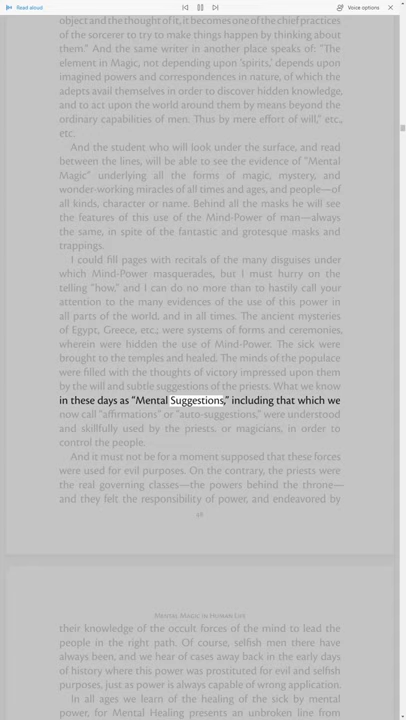 Read aloud
Voice options
object and the thought of it, it becomes one of the chief practices
of the sorcerer to try to make things happen by thinking about
them." And the same writer in another place speaks of: "The
element in Magic, not depending upon 'spirits,' depends upon
imagined powers and correspondences in nature, of which the
adepts avail themselves in order to discover hidden knowledge,
and to act upon the world around them by means beyond the
ordinary capabilities of men. Thus by mere effort of will," etc.,
etc.
And the student who will look under the surface, and read
between the lines, will be able to see the evidence of "Mental
Magic" underlying all the forms of magic, mystery, and
wonder-working miracles of all times and ages, and people—of
all kinds, character or name. Behind all the masks he will see
the features of this use of the Mind-Power of man—always
the same, in spite of the fantastic and grotesque masks and
trappings.
I could fill pages with recitals of the many disguises under
which Mind-Power masquerades, but I must hurry on the
telling "how," and I can do no more than to hastily call your
attention to the many evidences of the use of this power in
all parts of the world, and in all times. The ancient mysteries
of Egypt, Greece, etc., were systems of forms and ceremonies,
wherein were hidden the use of Mind-Power. The sick were
brought to the temples and healed. The minds of the populace
were filled with the thoughts of victory impressed upon them
by the will and subtle suggestions of the priests. What we know
in these days as "Mental Suggestions," including that which we
now call "affirmations" or "auto-suggestions," were understood
and skillfully used by the priests, or magicians, in order to
control the people.
And it must not be for a moment supposed that these forces
were used for evil purposes. On the contrary, the priests were
the real governing classes—the powers behind the throne—
and they felt the responsibility of power, and endeavored by
Mental Magic in Human Life
their knowledge of the occult forces of the mind to lead the
people in the right path. Of course, selfish men there have
always been, and we hear of cases away back in the early days
of history where this power was prostituted for evil and selfish
purposes, just as power is always capable of wrong application.
In all ages we learn of the healing of the sick by mental
power, for Mental Healing presents an unbroken line from